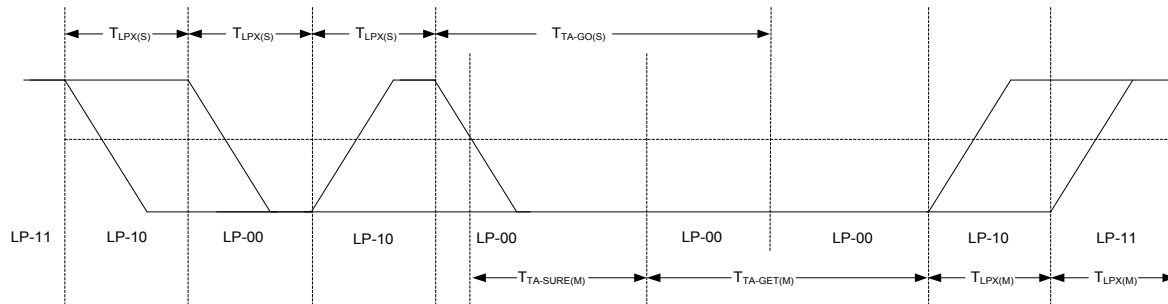 TLPX(S) TLPX(S) TLPX(S) TTA-GO(S)
LP-11 LP-10 LP-00 LP-10 LP-00 LP-00 LP-00 LP-10 LP-11
TTA-SURE(M) TTA-GET(M) TLPX(M) TLPX(M)